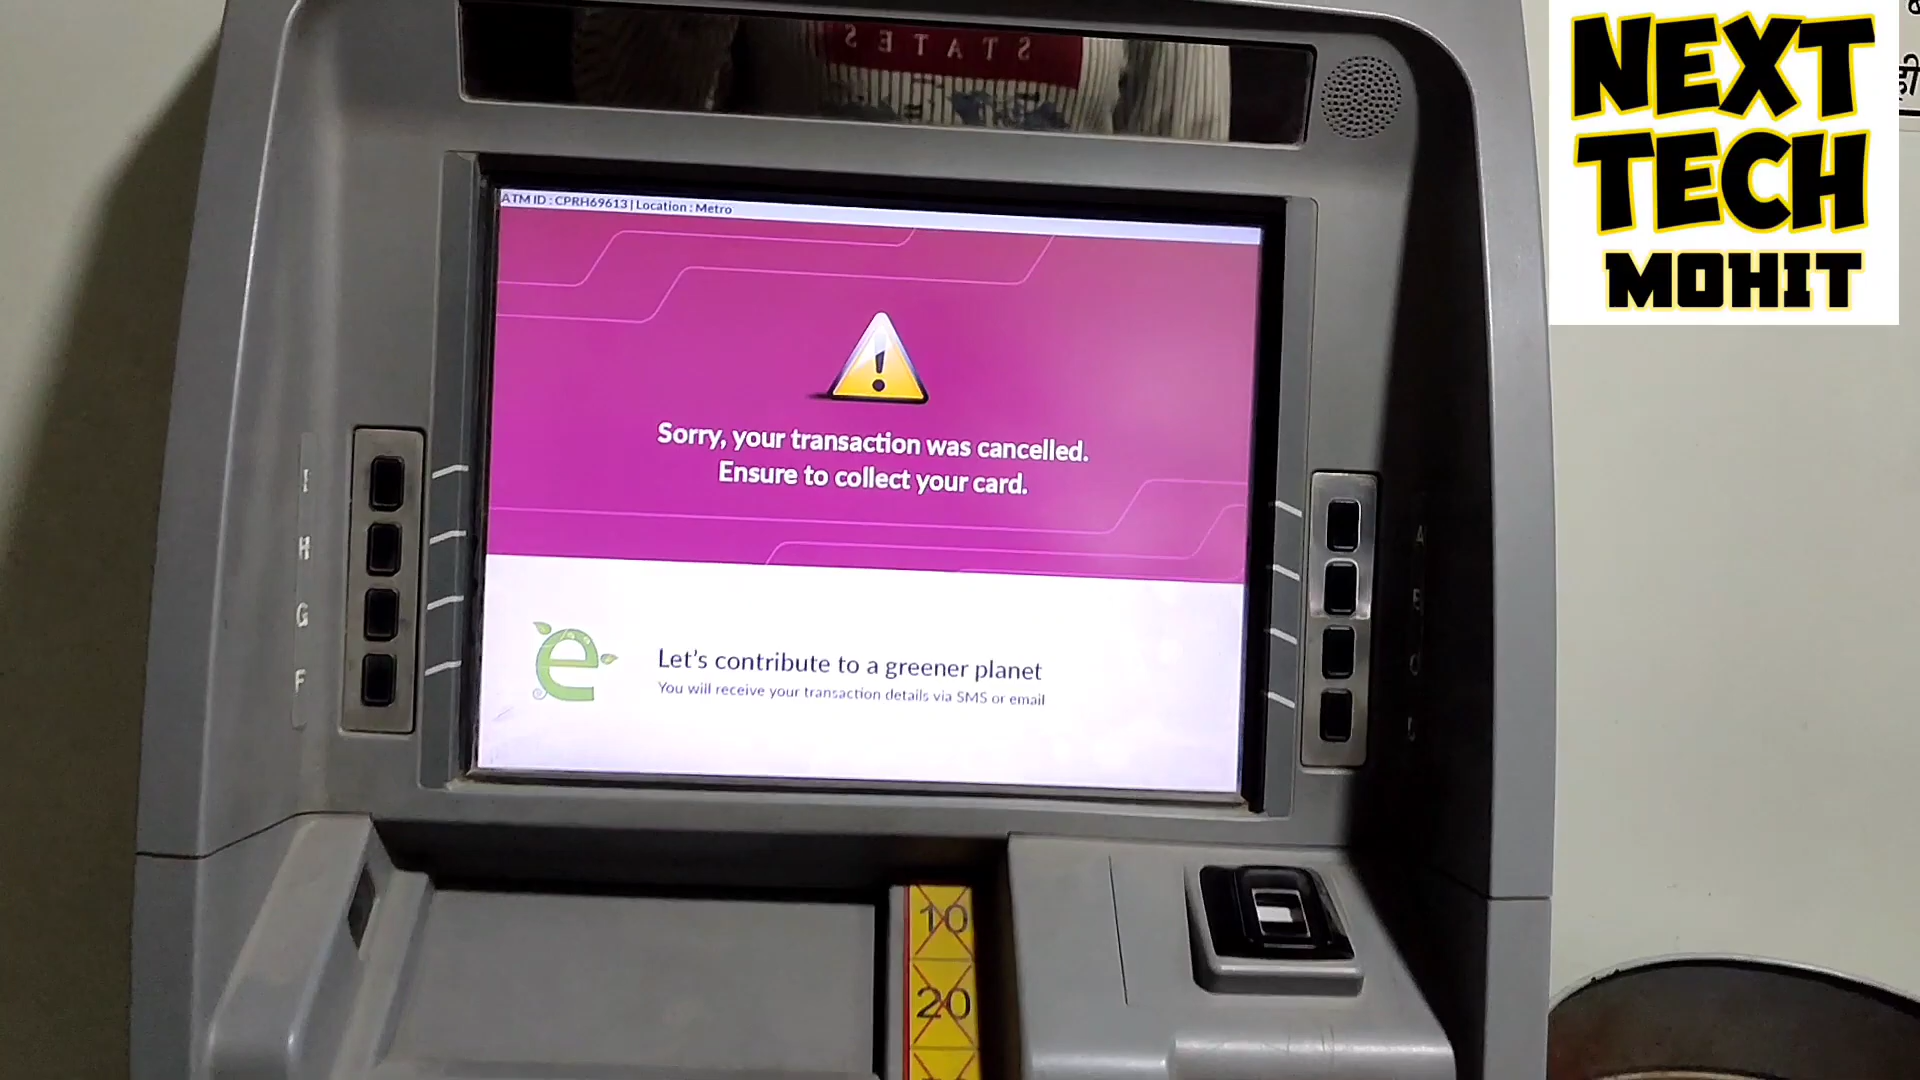 STATES
NEXT
TECH
MOHIT
ATM ID : CPRH69613 | Location : Metro
Sorry, your transaction was cancelled.
Ensure to collect your card.
I
H
G
F
A
B
C
D
e
Let's contribute to a greener planet
You will receive your transaction details via SMS or email
10
20